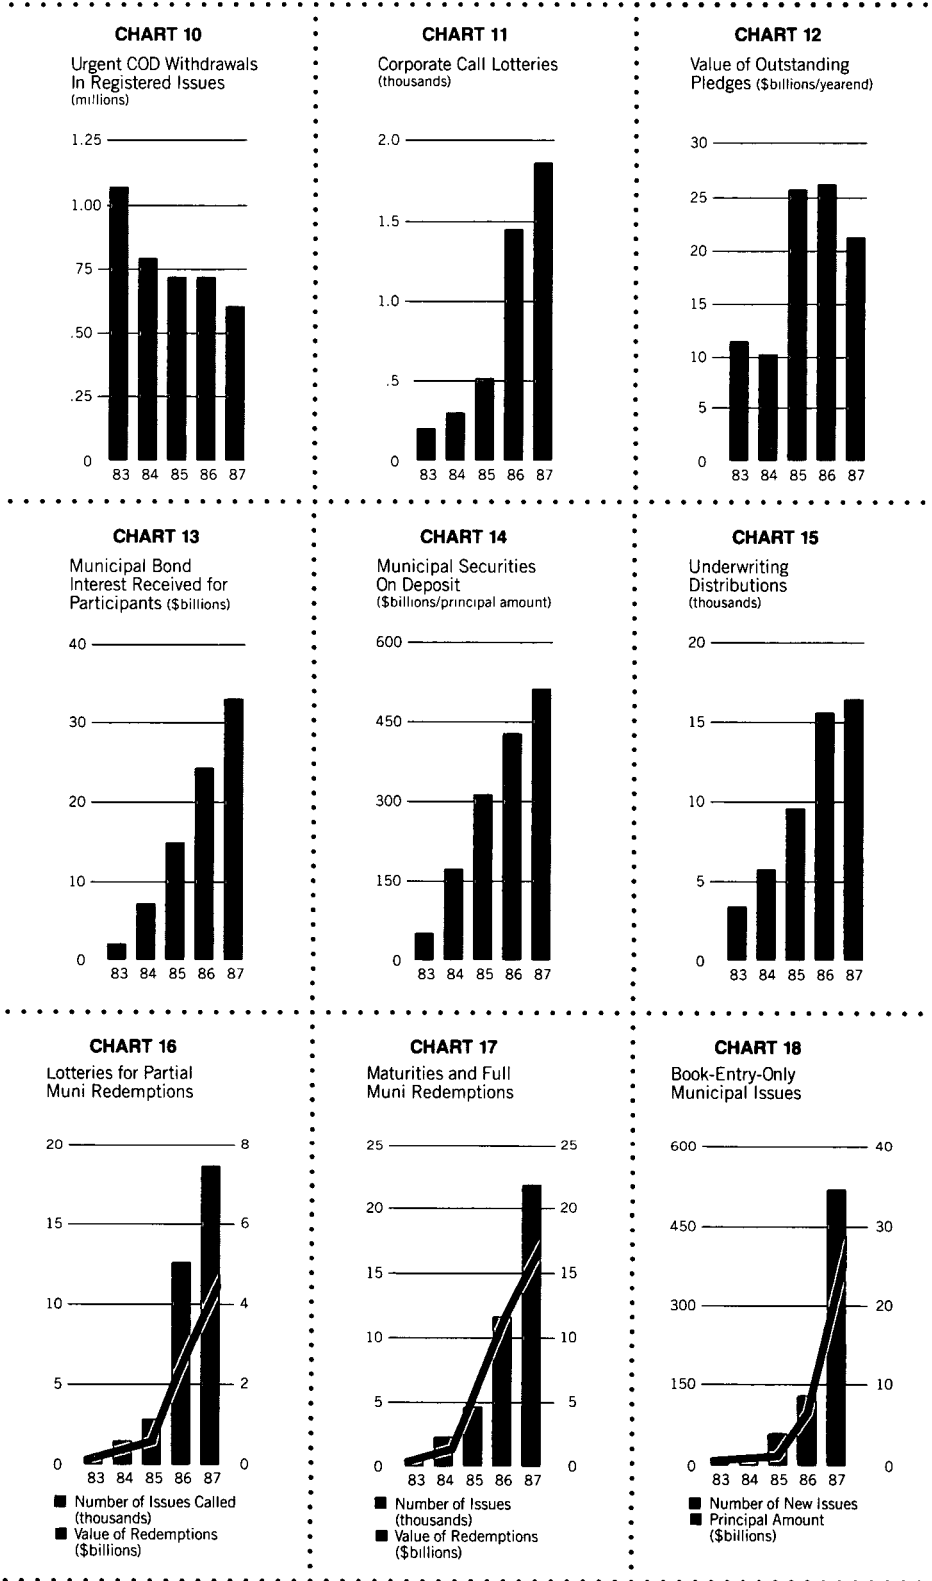 CHART 10
Urgent COD Withdrawals
In Registered Issues
(millions)
1.25
1.00
.75
.50
.25
0
83 84 85 86 87
CHART 11
Corporate Call Lotteries
(thousands)
2.0
1.5
1.0
.5
0
83 84 85 86 87
CHART 12
Value of Outstanding
Pledges ($billions/yearend)
30
25
20
15
10
5
0
83 84 85 86 87
CHART 13
Municipal Bond
Interest Received for
Participants ($billions)
40
30
20
10
0
83 84 85 86 87
CHART 14
Municipal Securities
On Deposit
($billions/principal amount)
600
450
300
150
0
83 84 85 86 87
CHART 15
Underwriting
Distributions
(thousands)
20
15
10
5
0
83 84 85 86 87
CHART 16
Lotteries for Partial
Muni Redemptions
20 8
15 6
10 4
5 2
0 0
83 84 85 86 87
Number of Issues Called
(thousands)
Value of Redemptions
($billions)
CHART 17
Maturities and Full
Muni Redemptions
25 25
20 20
15 15
10 10
5 5
0 0
83 84 85 86 87
Number of Issues
(thousands)
Value of Redemptions
($billions)
CHART 18
Book-Entry-Only
Municipal Issues
600 40
450 30
300 20
150 10
0 0
83 84 85 86 87
Number of New Issues
Principal Amount
($billions)